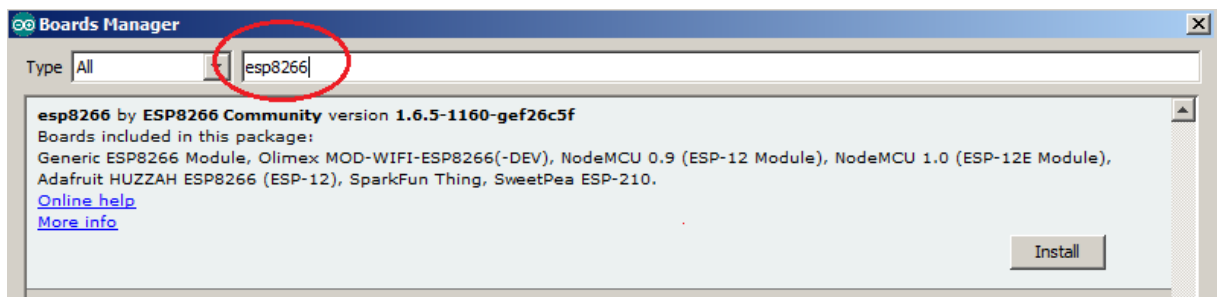 Boards Manager
Type All esp8266
esp8266 by ESP8266 Community version 1.6.5-1160-gef26c5f
Boards included in this package:
Generic ESP8266 Module, Olimex MOD-WIFI-ESP8266(-DEV), NodeMCU 0.9 (ESP-12 Module), NodeMCU 1.0 (ESP-12E Module),
Adafruit HUZZAH ESP8266 (ESP-12), SparkFun Thing, SweetPea ESP-210.
Online help
More info
Install